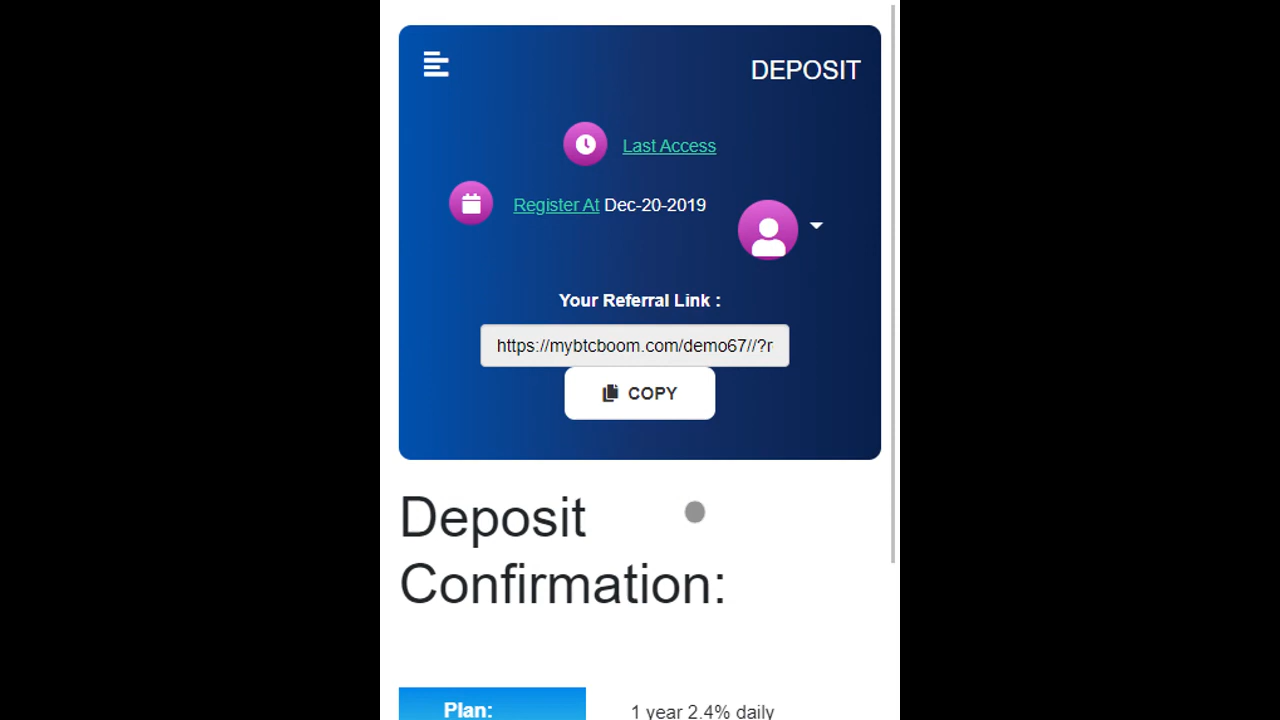 DEPOSIT
Last Access
Register At Dec-20-2019
Your Referral Link :
https://mybtcboom.com/demo67//?r
COPY
Deposit
Confirmation:
Plan: 1 year 2.4% daily